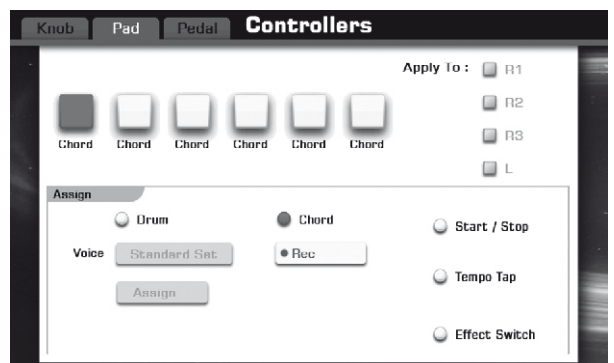 Knob Pad Pedal Controllers
Apply To : R1
R2
R3
L
Chord Chord Chord Chord Chord Chord
Assign
Drum Chord Start / Stop
Voice Standard Set Rec
Assign Tempo Tap
Effect Switch